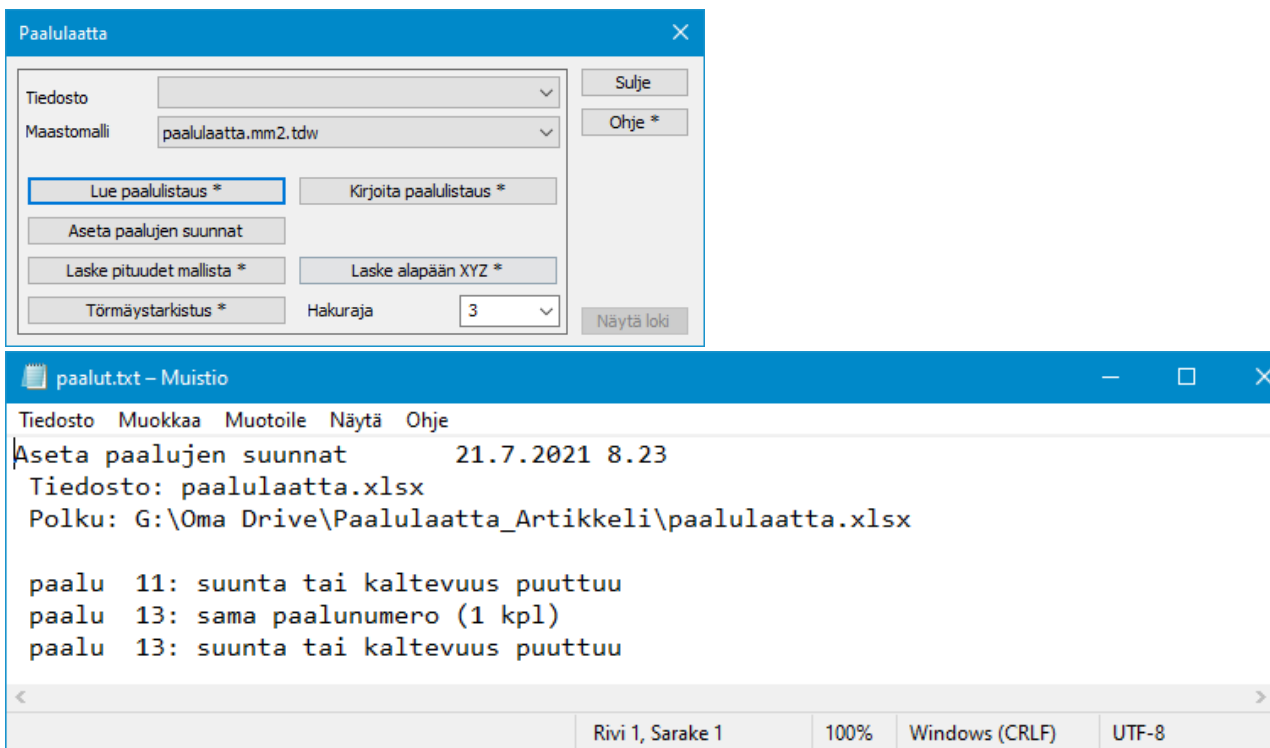 Paalulaatta
Tiedosto
Sulje
Maastomalli paalulaatta.mm2.tdw
Ohje *
Lue paalulistaus * Kirjoita paalulistaus *
Aseta paalujen suunnat
Laske pituudet mallista * Laske alapään XYZ *
Törmäystarkistus * Hakuraja 3
Näytä loki
paalut.txt – Muistio
Tiedosto Muokkaa Muotoile Näytä Ohje
Aseta paalujen suunnat 21.7.2021 8.23
Tiedosto: paalulaatta.xlsx
Polku: G:\Oma Drive\Paalulaatta_Artikkeli\paalulaatta.xlsx
paalu 11: suunta tai kaltevuus puuttuu
paalu 13: sama paalunumero (1 kpl)
paalu 13: suunta tai kaltevuus puuttuu
Rivi 1, Sarake 1 100% Windows (CRLF) UTF-8